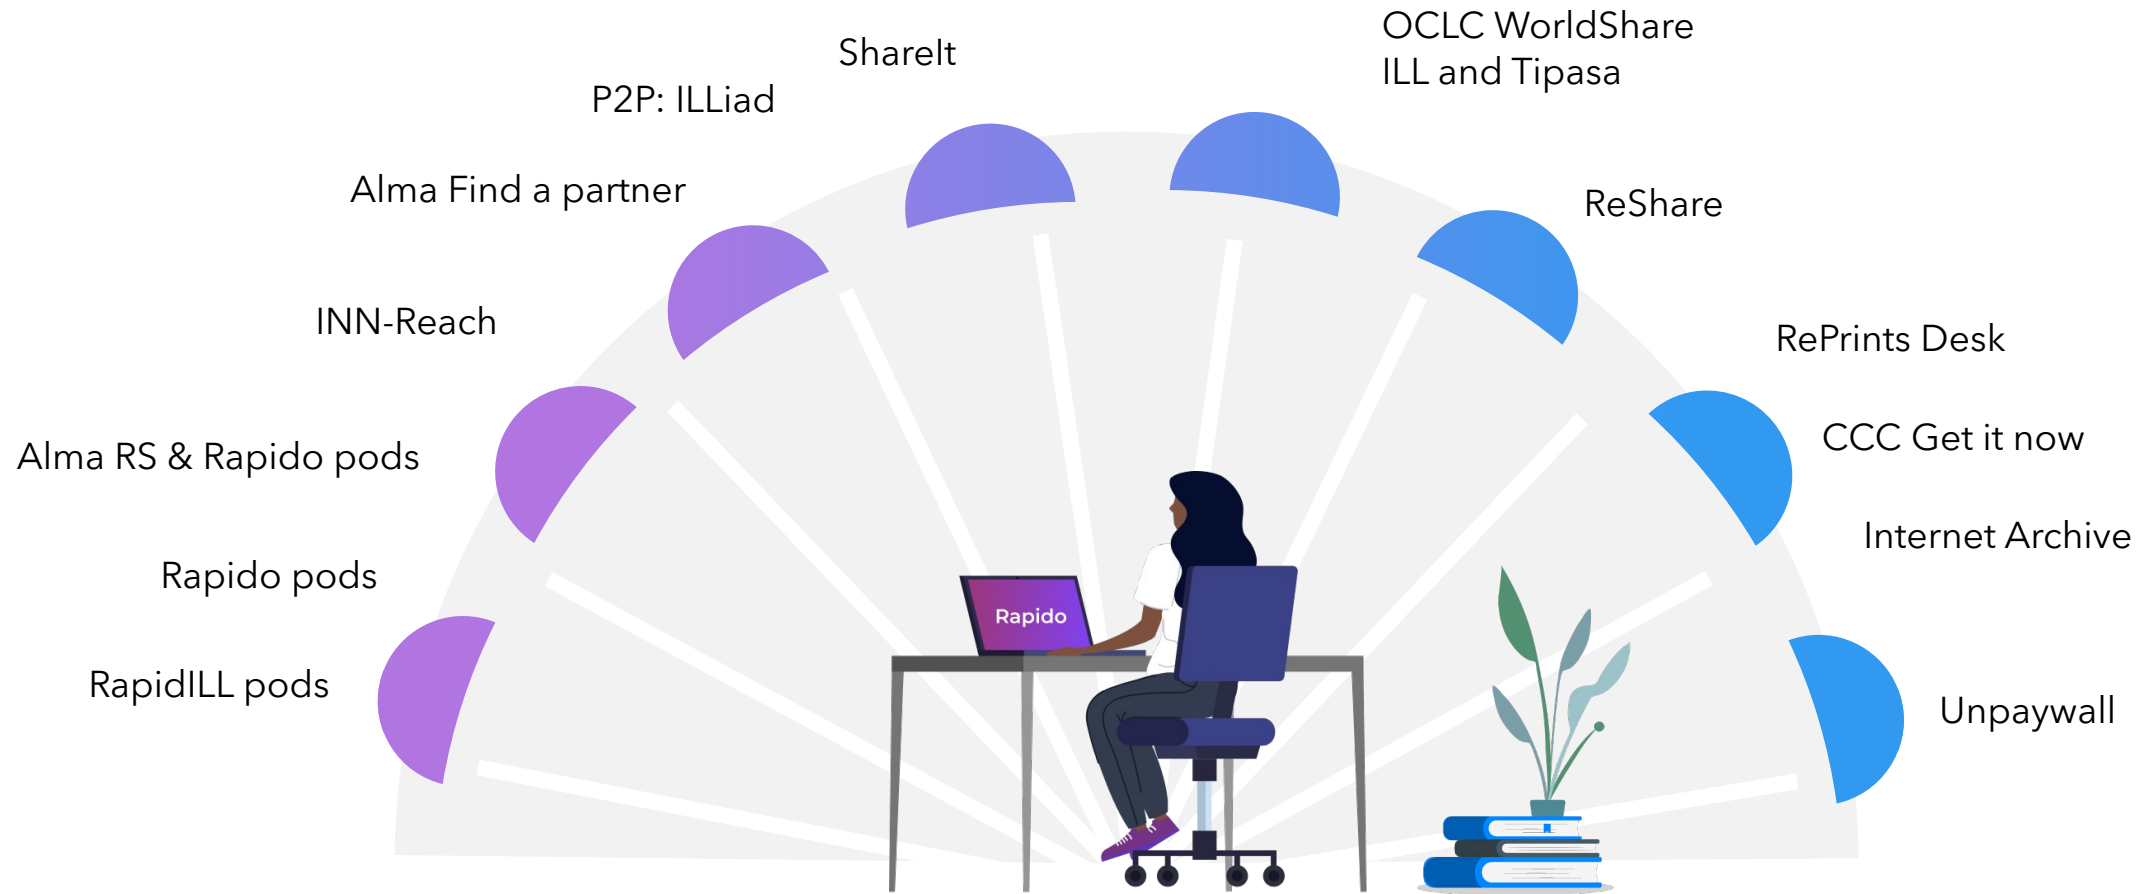 OCLC WorldShare
ILL and Tipasa
ShareIt
P2P: ILLiad
Alma Find a partner
ReShare
INN-Reach
RePrints Desk
CCC Get it now
Alma RS & Rapido pods
Internet Archive
Rapido pods
Rapido
RapidILL pods
Unpaywall